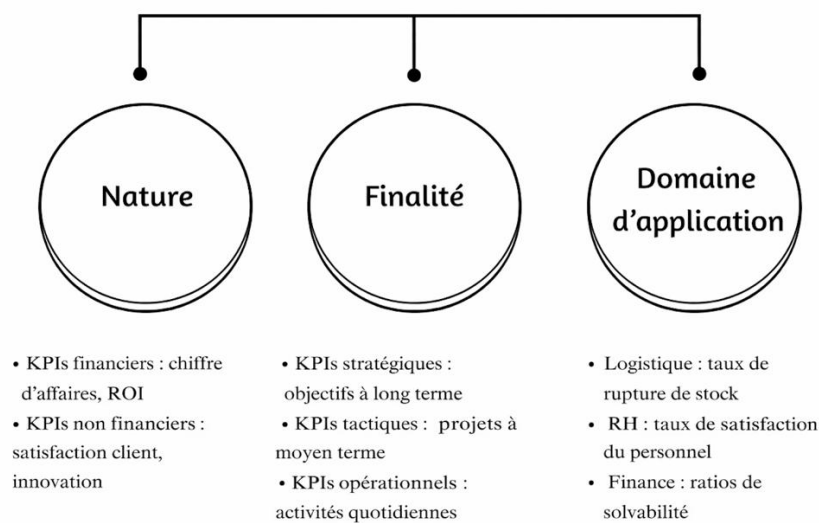 Nature
Finalité
Domaine
d'application
• KPIs financiers : chiffre
d'affaires, ROI
• KPIs non financiers :
satisfaction client,
innovation
• KPIs stratégiques :
objectifs à long terme
• KPIs tactiques : projets à
moyen terme
• KPIs opérationnels :
activités quotidiennes
• Logistique : taux de
rupture de stock
• RH : taux de satisfaction
du personnel
• Finance : ratios de
solvabilité